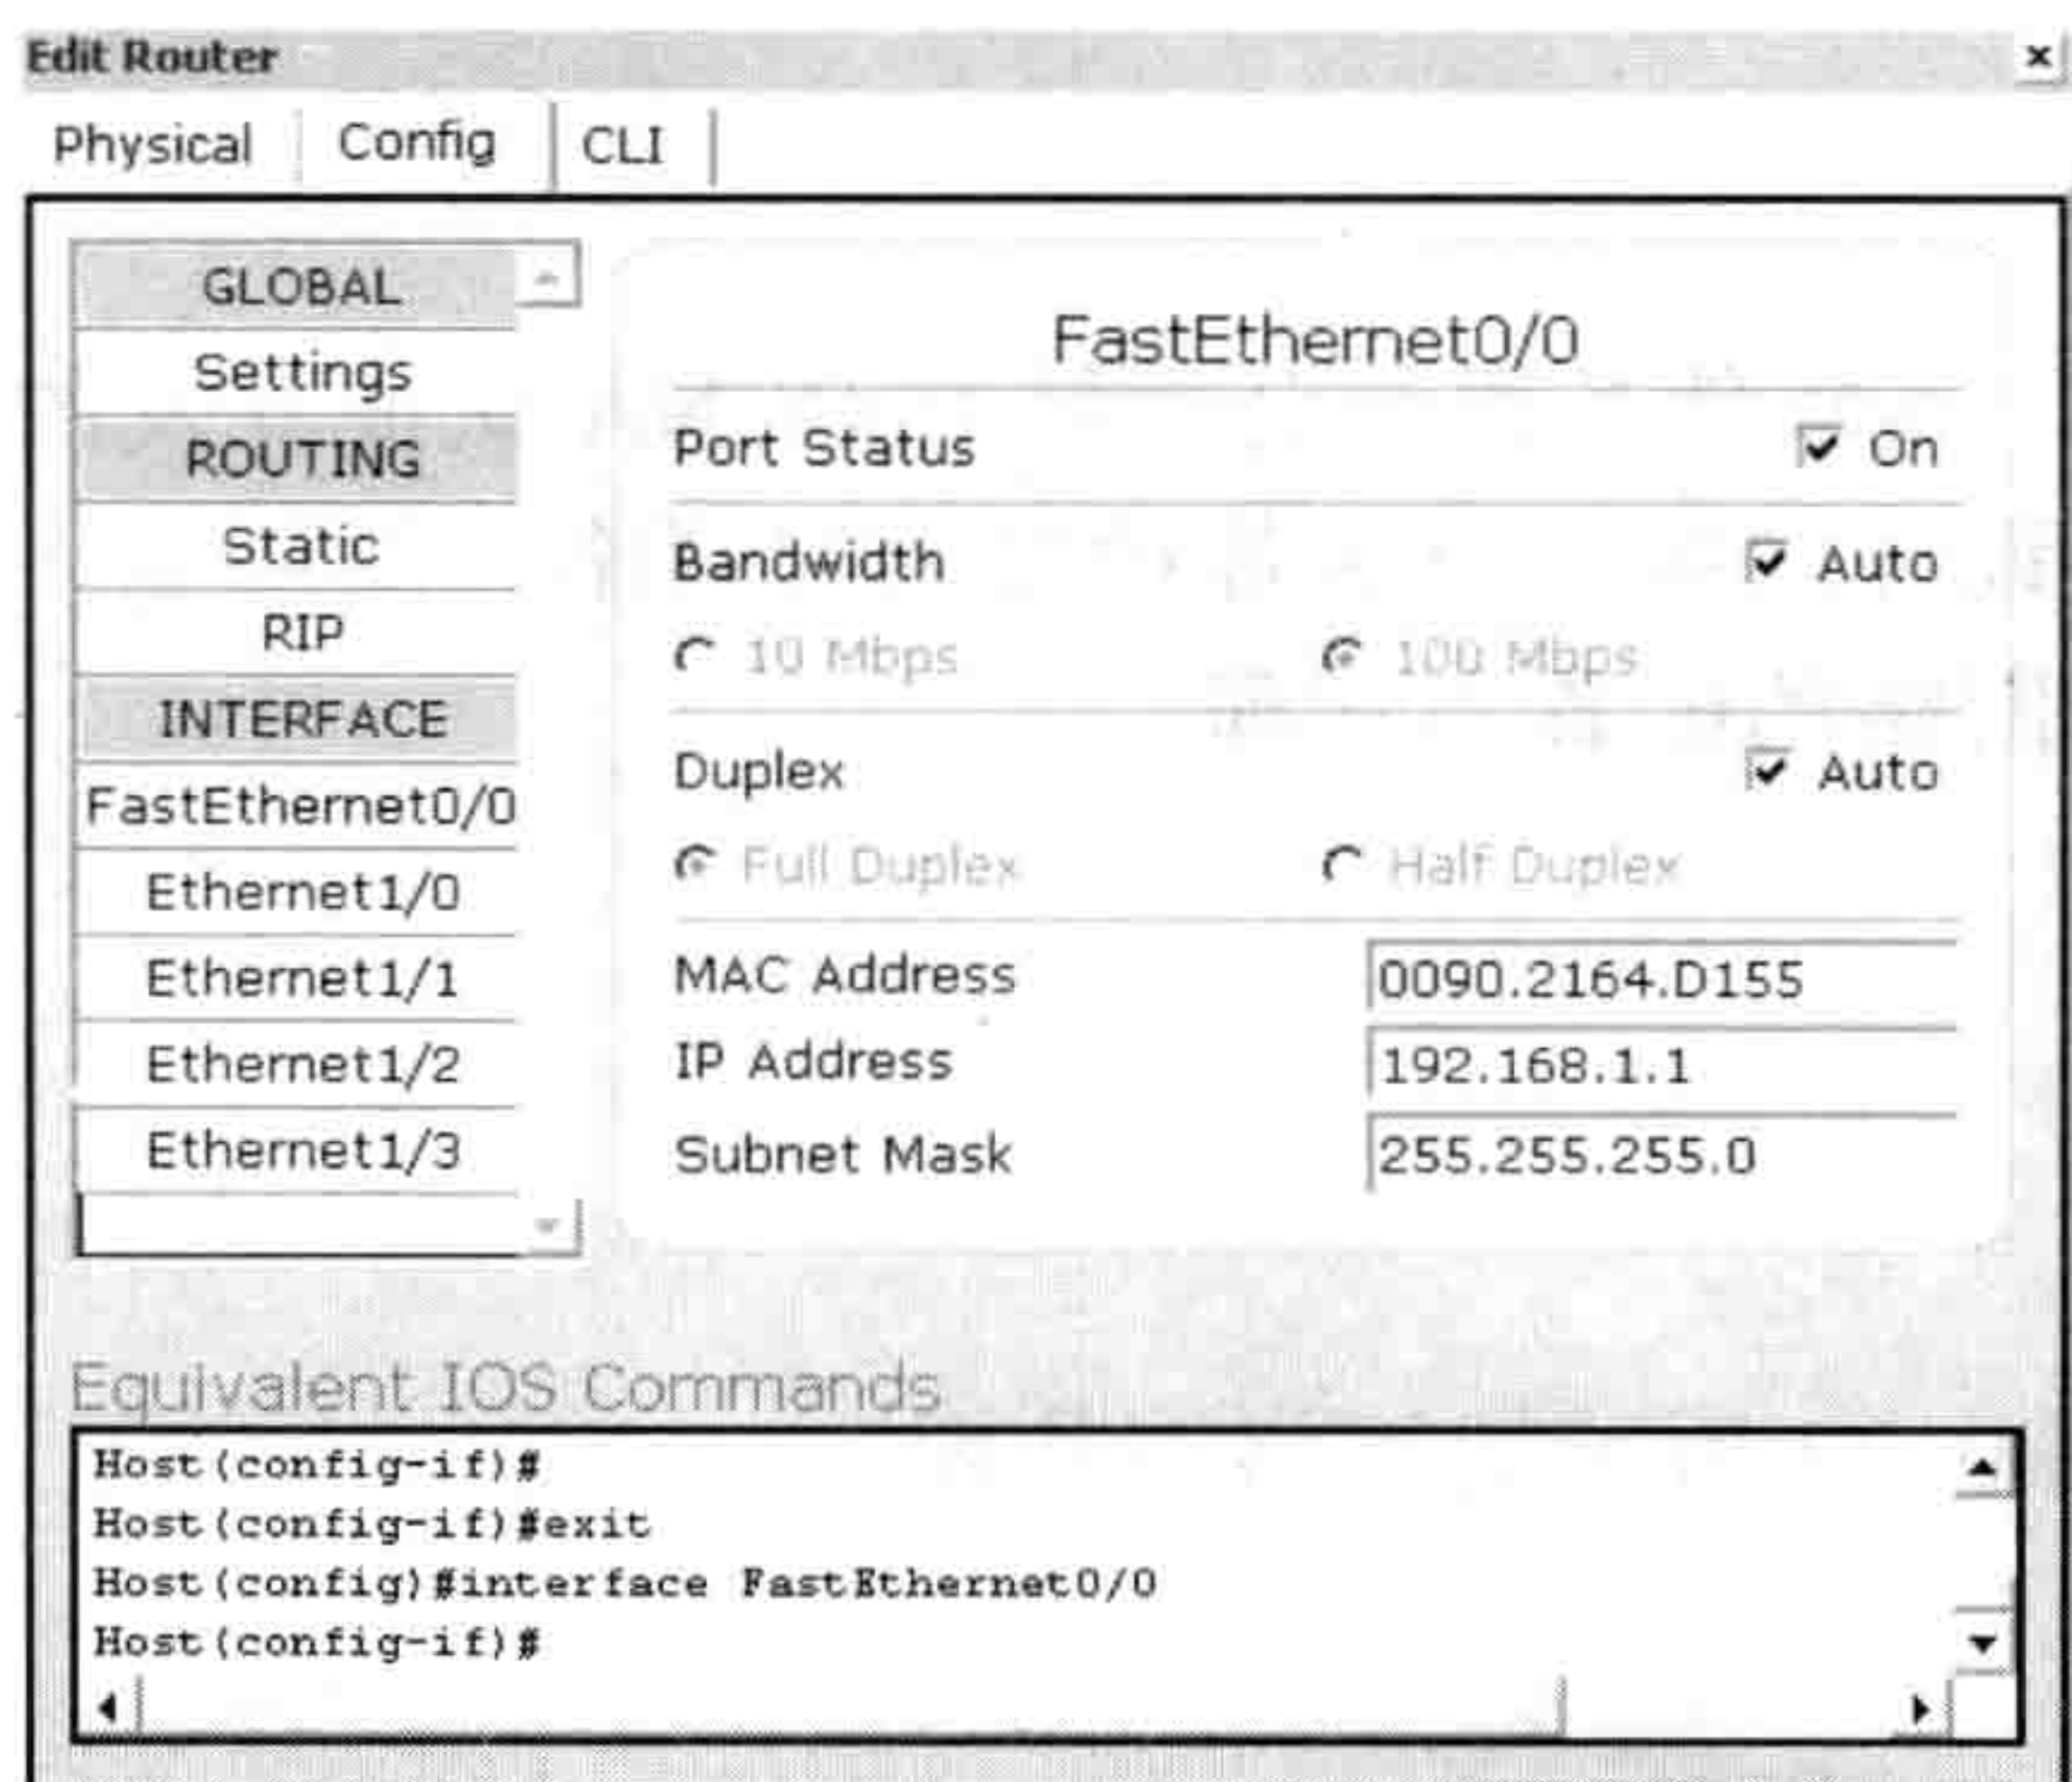 Edit Router
Physical Config CLI
GLOBAL
Settings
ROUTING
Static
RIP
INTERFACE
FastEthernet0/0
Ethernet1/0
Ethernet1/1
Ethernet1/2
Ethernet1/3
FastEthernet0/0
Port Status On
Bandwidth Auto
10 Mbps 100 Mbps
Duplex Auto
Full Duplex Half Duplex
MAC Address 0090.2164.D155
IP Address 192.168.1.1
Subnet Mask 255.255.255.0
Equivalent IOS Commands
Host(config-if)#
Host(config-if)#exit
Host(config)#interface FastEthernet0/0
Host(config-if)#